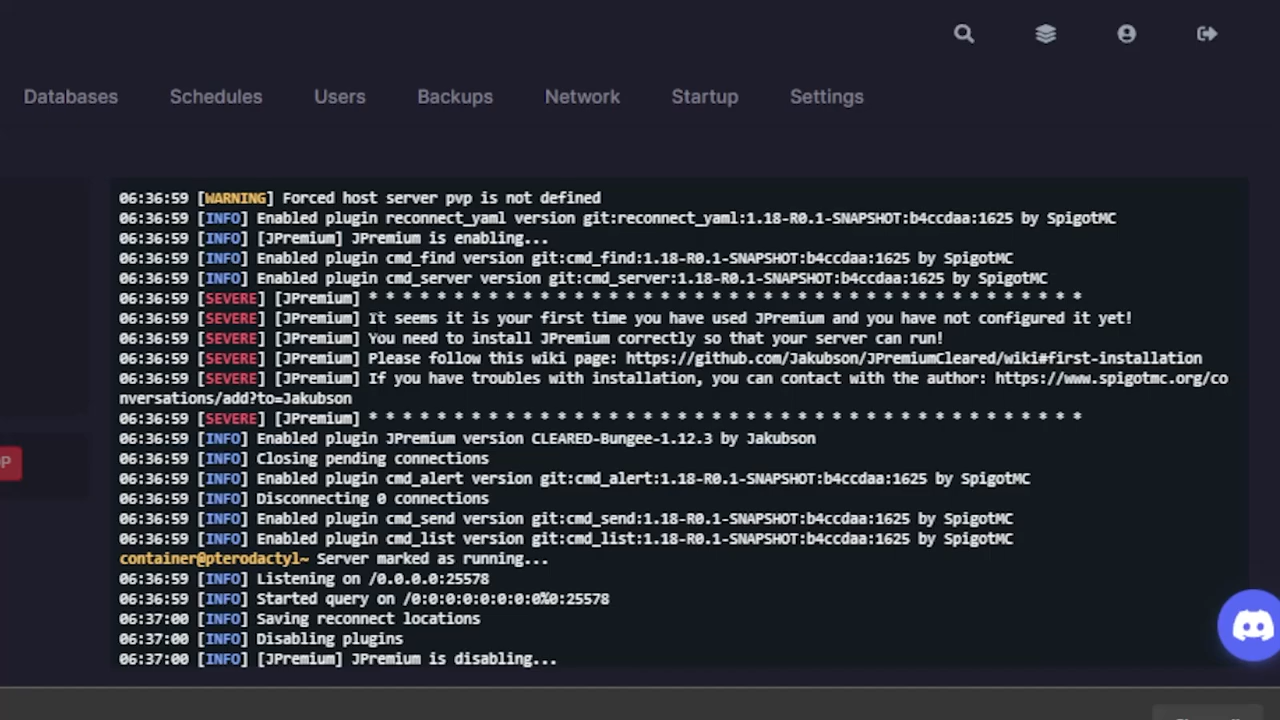 Databases Schedules Users Backups Network Startup Settings
06:36:59 [WARNING] Forced host server pvp is not defined
06:36:59 [INFO] Enabled plugin reconnect_yaml version git:reconnect_yaml:1.18-R0.1-SNAPSHOT:b4ccdaa:1625 by SpigotMC
06:36:59 [INFO] [JPremium] JPremium is enabling...
06:36:59 [INFO] Enabled plugin cmd_find version git:cmd_find:1.18-R0.1-SNAPSHOT:b4ccdaa:1625 by SpigotMC
06:36:59 [INFO] Enabled plugin cmd_server version git:cmd_server:1.18-R0.1-SNAPSHOT:b4ccdaa:1625 by SpigotMC
06:36:59 [SEVERE] [JPremium] * * * * * * * * * * * * * * * * * * * * * * * * * * * * * * * * * * * * * * * * * *
06:36:59 [SEVERE] [JPremium] It seems it is your first time you have used JPremium and you have not configured it yet!
06:36:59 [SEVERE] [JPremium] You need to install JPremium correctly so that your server can run!
06:36:59 [SEVERE] [JPremium] Please follow this wiki page: https://github.com/Jakubson/JPremiumCleared/wiki#first-installation
06:36:59 [SEVERE] [JPremium] If you have troubles with installation, you can contact with the author: https://www.spigotmc.org/co
nversations/add?to=Jakubson
06:36:59 [SEVERE] [JPremium] * * * * * * * * * * * * * * * * * * * * * * * * * * * * * * * * * * * * * * * * * *
06:36:59 [INFO] Enabled plugin JPremium version CLEARED-Bungee-1.12.3 by Jakubson
06:36:59 [INFO] Closing pending connections
06:36:59 [INFO] Enabled plugin cmd_alert version git:cmd_alert:1.18-R0.1-SNAPSHOT:b4ccdaa:1625 by SpigotMC
06:36:59 [INFO] Disconnecting 0 connections
06:36:59 [INFO] Enabled plugin cmd_send version git:cmd_send:1.18-R0.1-SNAPSHOT:b4ccdaa:1625 by SpigotMC
06:36:59 [INFO] Enabled plugin cmd_list version git:cmd_list:1.18-R0.1-SNAPSHOT:b4ccdaa:1625 by SpigotMC
container@pterodactyl~ Server marked as running...
06:36:59 [INFO] Listening on /0.0.0.0:25578
06:36:59 [INFO] Started query on /0:0:0:0:0:0:0:0%0:25578
06:37:00 [INFO] Saving reconnect locations
06:37:00 [INFO] Disabling plugins
06:37:00 [INFO] [JPremium] JPremium is disabling...